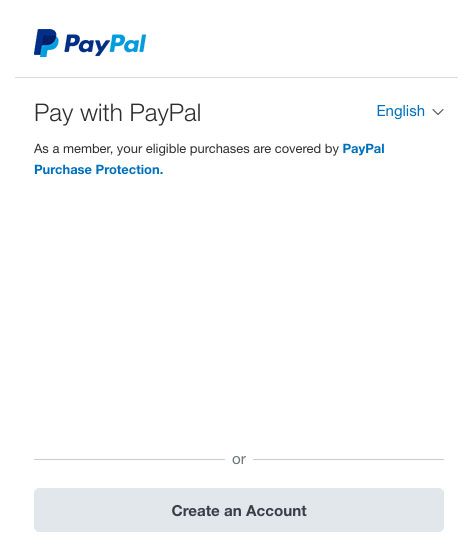 PayPal
Pay with PayPal
English
As a member, your eligible purchases are covered by PayPal
Purchase Protection.
or
Create an Account